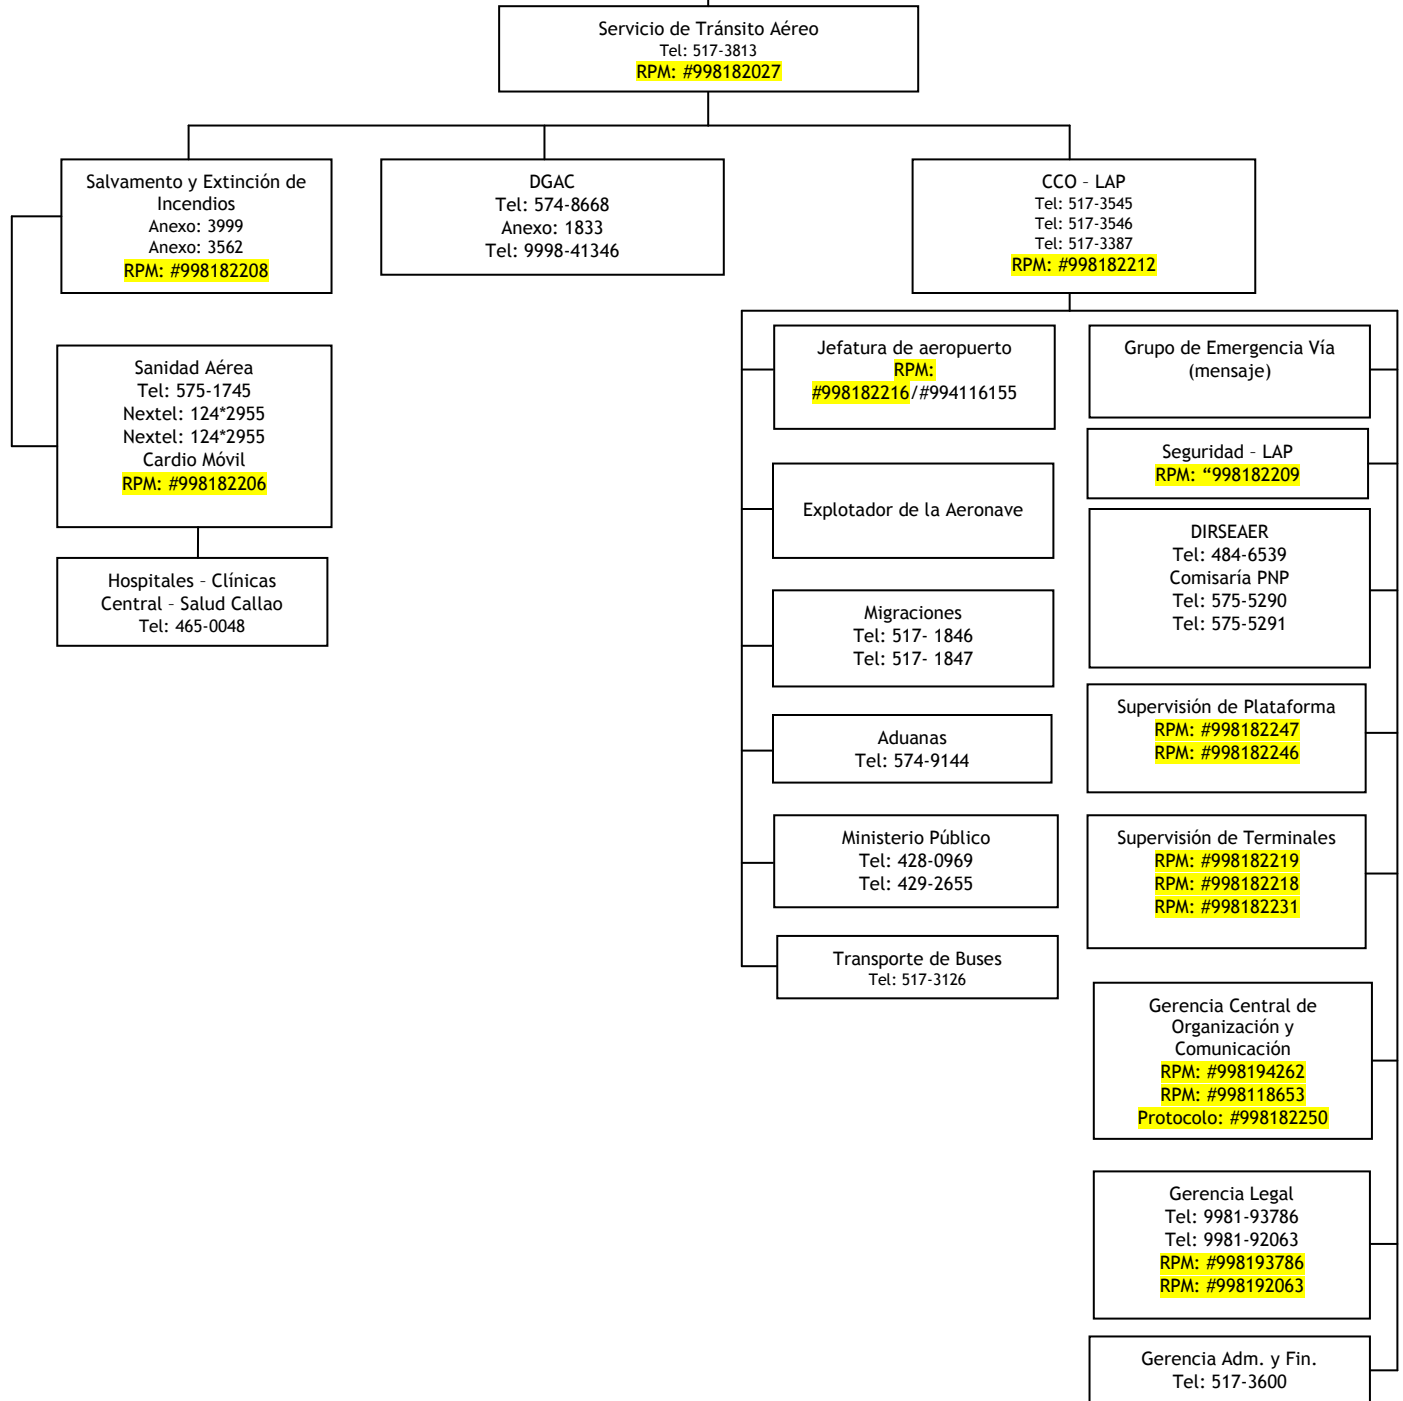 Servicio de Tránsito Aéreo
Tel: 517-3813
RPM: #998182027
Salvamento y Extinción de
Incendios
Anexo: 3999
Anexo: 3562
RPM: #998182208
DGAC
Tel: 574-8668
Anexo: 1833
Tel: 9998-41346
CCO – LAP
Tel: 517-3545
Tel: 517-3546
Tel: 517-3387
RPM: #998182212
Sanidad Aérea
Tel: 575-1745
Nextel: 124*2955
Nextel: 124*2955
Cardio Móvil
RPM: #998182206
Hospitales – Clínicas
Central – Salud Callao
Tel: 465-0048
Jefatura de aeropuerto
RPM:
#998182216/#994116155
Explotador de la Aeronave
Migraciones
Tel: 517- 1846
Tel: 517- 1847
Aduanas
Tel: 574-9144
Ministerio Público
Tel: 428-0969
Tel: 429-2655
Transporte de Buses
Tel: 517-3126
Grupo de Emergencia Vía
(mensaje)
Seguridad – LAP
RPM: “998182209
DIRSEAER
Tel: 484-6539
Comisaría PNP
Tel: 575-5290
Tel: 575-5291
Supervisión de Plataforma
RPM: #998182247
RPM: #998182246
Supervisión de Terminales
RPM: #998182219
RPM: #998182218
RPM: #998182231
Gerencia Central de
Organización y
Comunicación
RPM: #998194262
RPM: #998118653
Protocolo: #998182250
Gerencia Legal
Tel: 9981-93786
Tel: 9981-92063
RPM: #998193786
RPM: #998192063
Gerencia Adm. y Fin.
Tel: 517-3600